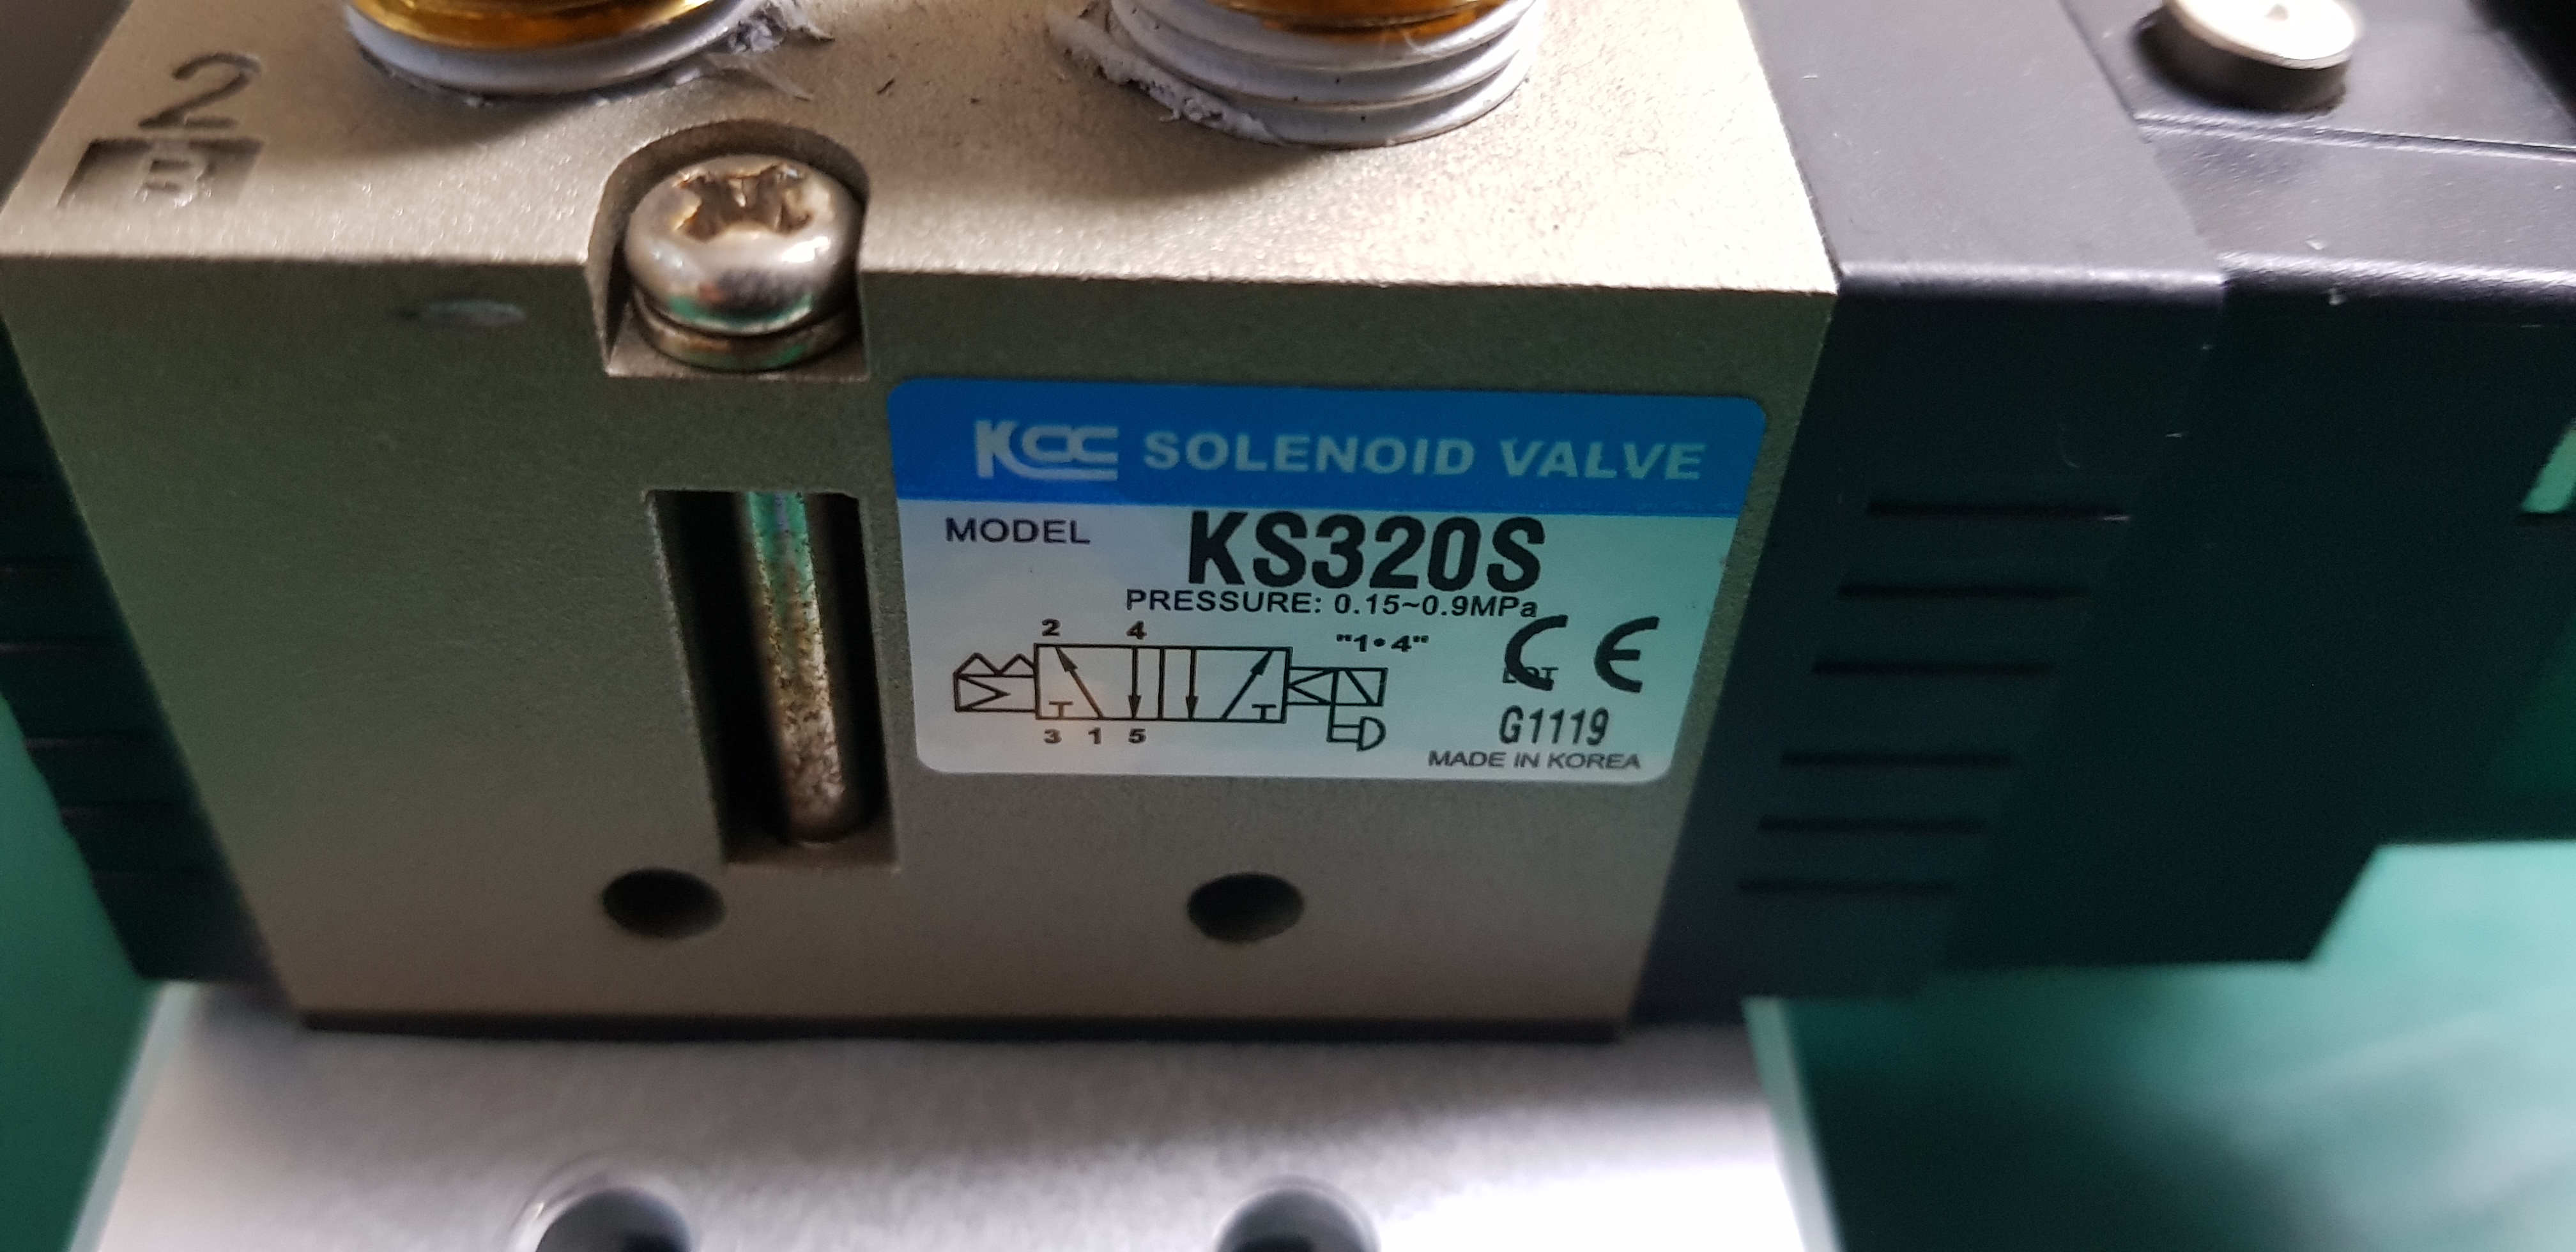 2
B
KCC SOLENOID VALVE
MODEL KS320S
PRESSURE: 0.15~0.9MPa
2 4 "1•4" CE
LOT
3 1 5 G1119
MADE IN KOREA